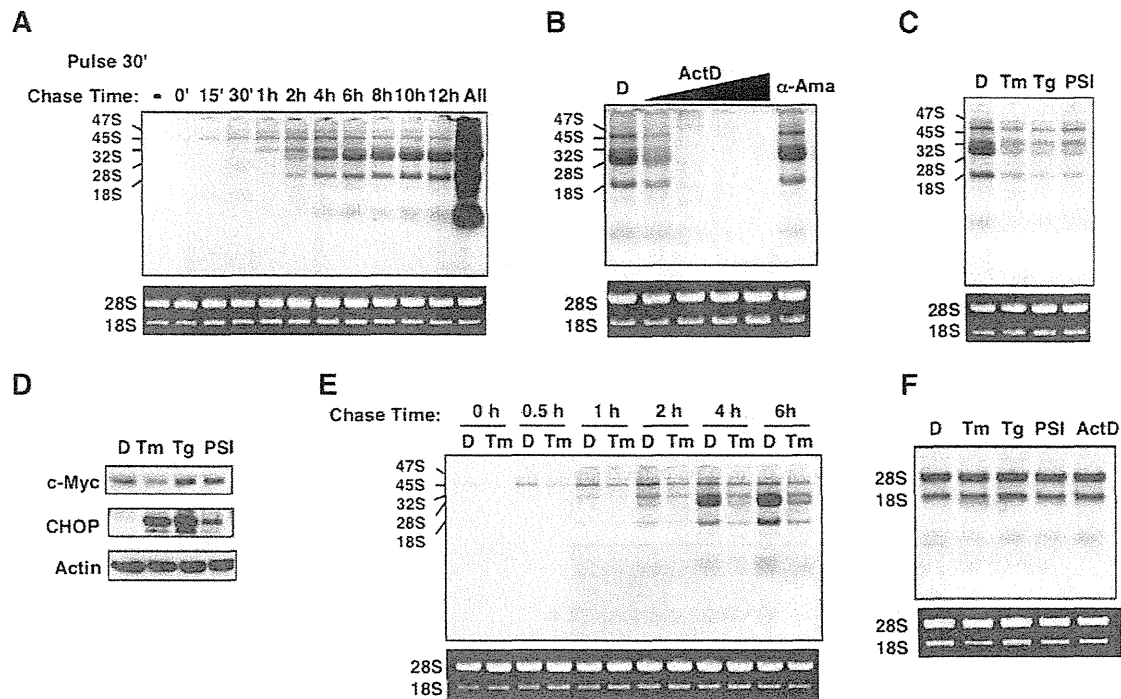 A
Pulse 30'
Chase Time: - 0' 15' 30' 1h 2h 4h 6h 8h 10h 12h All
47S
45S
32S
28S
18S
28S
18S
B
ActD
D α-Ama
47S
45S
32S
28S
18S
28S
18S
C
D Tm Tg PSI
47S
45S
32S
28S
18S
28S
18S
D
D Tm Tg PSI
c-Myc
CHOP
Actin
E
Chase Time: 0 h 0.5 h 1 h 2 h 4 h 6h
D Tm D Tm D Tm D Tm D Tm D Tm
47S
45S
32S
28S
18S
28S
18S
F
D Tm Tg PSI ActD
28S
18S
28S
18S